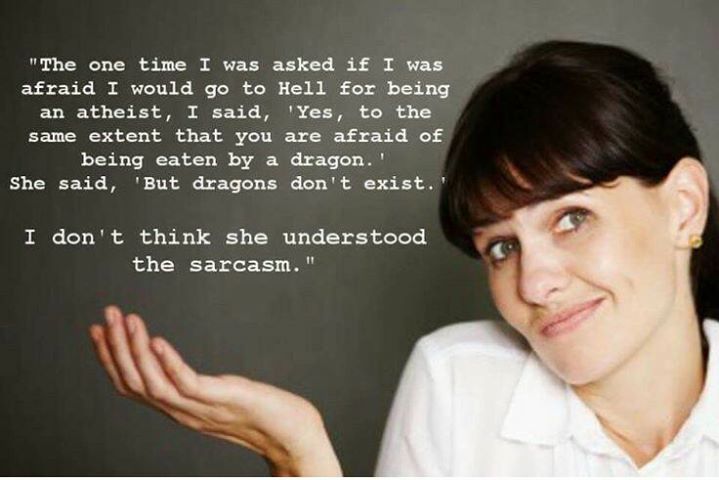 "The one time I was asked if I was
afraid I would go to Hell for being
an atheist, I said, 'Yes, to the
same extent that you are afraid of
being eaten by a dragon.'
She said, 'But dragons don't exist.'
I don't think she understood
the sarcasm."